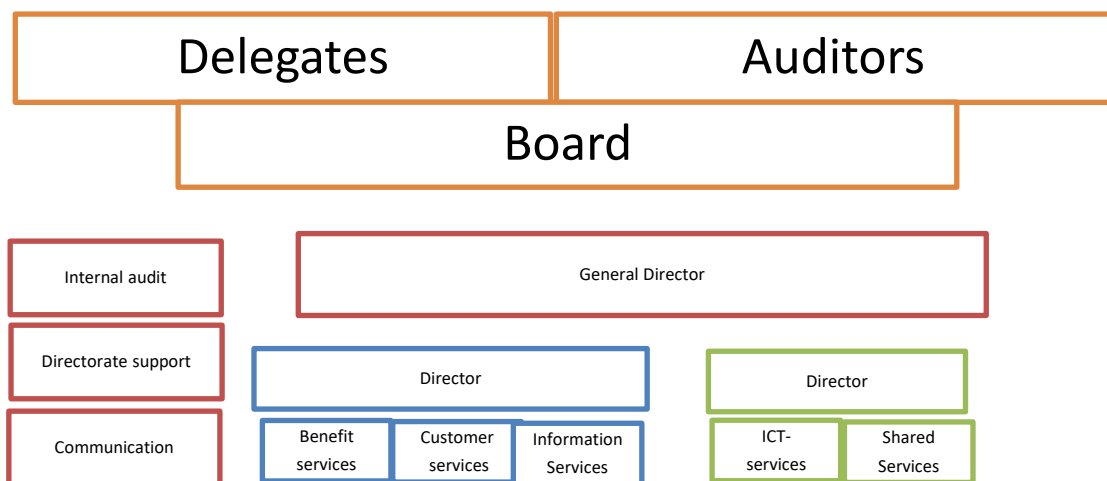 Delegates
Auditors
Board
Internal audit
General Director
Directorate support
Director
Director
Communication
Benefit
services
Customer
services
Information
Services
ICT-
services
Shared
Services